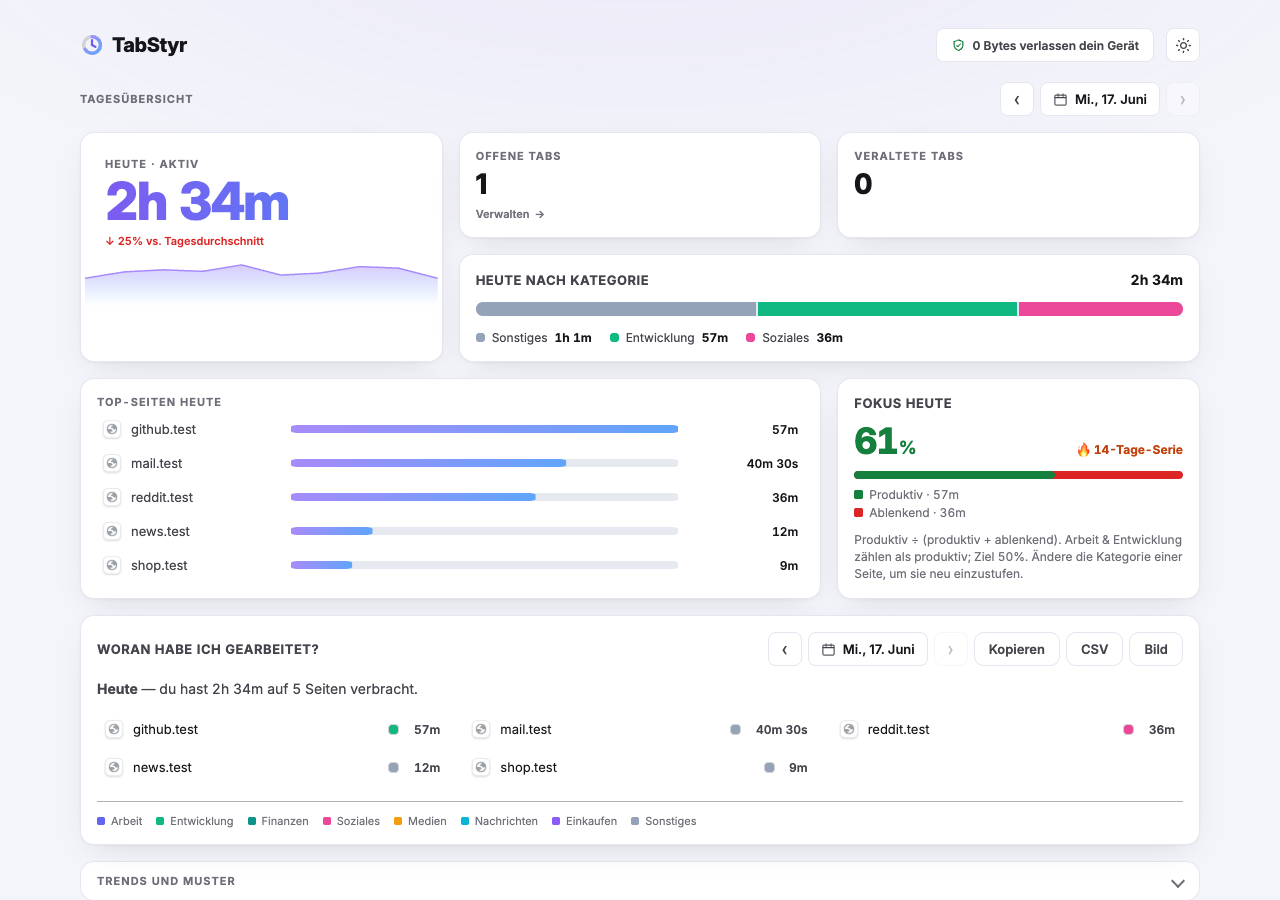 TabStyr
0 Bytes verlassen dein Gerät
TAGESÜBERSICHT
Mi., 17. Juni
HEUTE · AKTIV
2h 34m
↓ 25% vs. Tagesdurchschnitt
OFFENE TABS
1
Verwalten →
VERALTETE TABS
0
HEUTE NACH KATEGORIE
2h 34m
Sonstiges 1h 1m
Entwicklung 57m
Soziales 36m
TOP-SEITEN HEUTE
github.test 57m
mail.test 40m 30s
reddit.test 36m
news.test 12m
shop.test 9m
FOKUS HEUTE
61%
🔥 14-Tage-Serie
Produktiv · 57m
Ablenkend · 36m
Produktiv ÷ (produktiv + ablenkend). Arbeit & Entwicklung
zählen als produktiv; Ziel 50%. Ändere die Kategorie einer
Seite, um sie neu einzustufen.
WORAN HABE ICH GEARBEITET?
Mi., 17. Juni
Kopieren
CSV
Bild
Heute — du hast 2h 34m auf 5 Seiten verbracht.
github.test 57m
mail.test 40m 30s
reddit.test 36m
news.test 12m
shop.test 9m
Arbeit
Entwicklung
Finanzen
Soziales
Medien
Nachrichten
Einkaufen
Sonstiges
TRENDS UND MUSTER